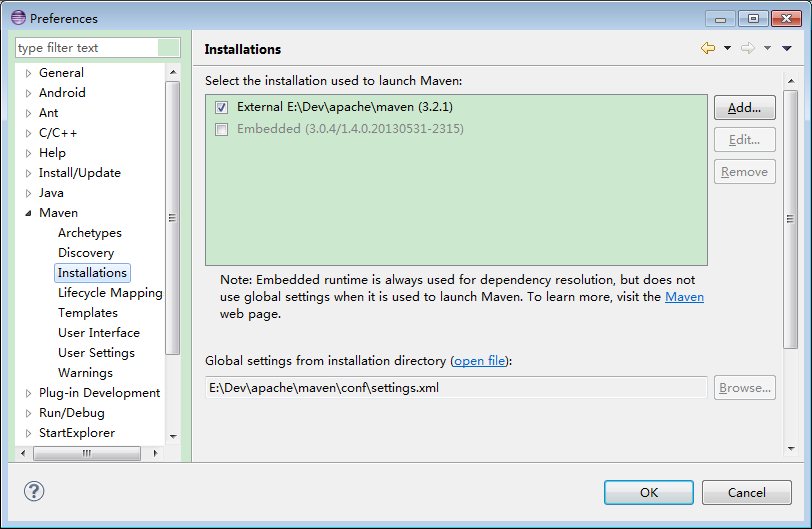 Preferences
type filter text
General
Android
Ant
C/C++
Help
Install/Update
Java
Maven
Archetypes
Discovery
Installations
Lifecycle Mapping
Templates
User Interface
User Settings
Warnings
Plug-in Development
Run/Debug
StartExplorer
Installations
Select the installation used to launch Maven:
External E:\Dev\apache\maven (3.2.1)
Embedded (3.0.4/1.4.0.20130531-2315)
Add...
Edit...
Remove
Note: Embedded runtime is always used for dependency resolution, but does not
use global settings when it is used to launch Maven. To learn more, visit the Maven
web page.
Global settings from installation directory (open file):
E:\Dev\apache\maven\conf\settings.xml
Browse...
?
OK
Cancel